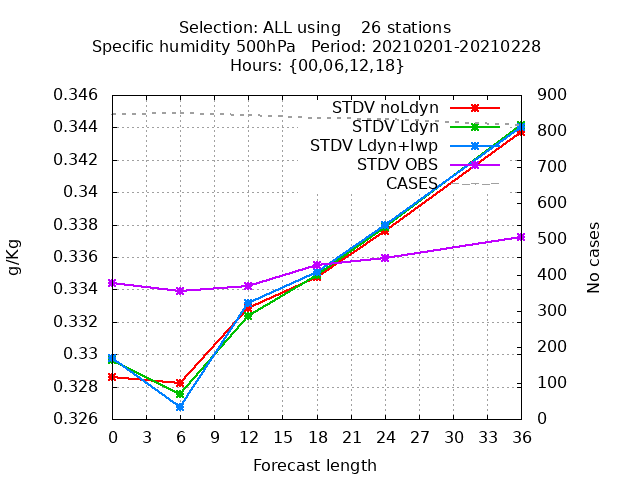 Selection: ALL using    26 stations
Specific humidity 500hPa   Period: 20210201-20210228
Hours: {00,06,12,18}
STDV noLdyn
STDV Ldyn
STDV Ldyn+lwp
STDV OBS
CASES
g/Kg
0.346
0.344
0.342
0.34
0.338
0.336
0.334
0.332
0.33
0.328
0.326
900
800
700
600
500
400
300
200
100
0
No cases
0 3 6 9 12 15 18 21 24 27 30 33 36
Forecast length